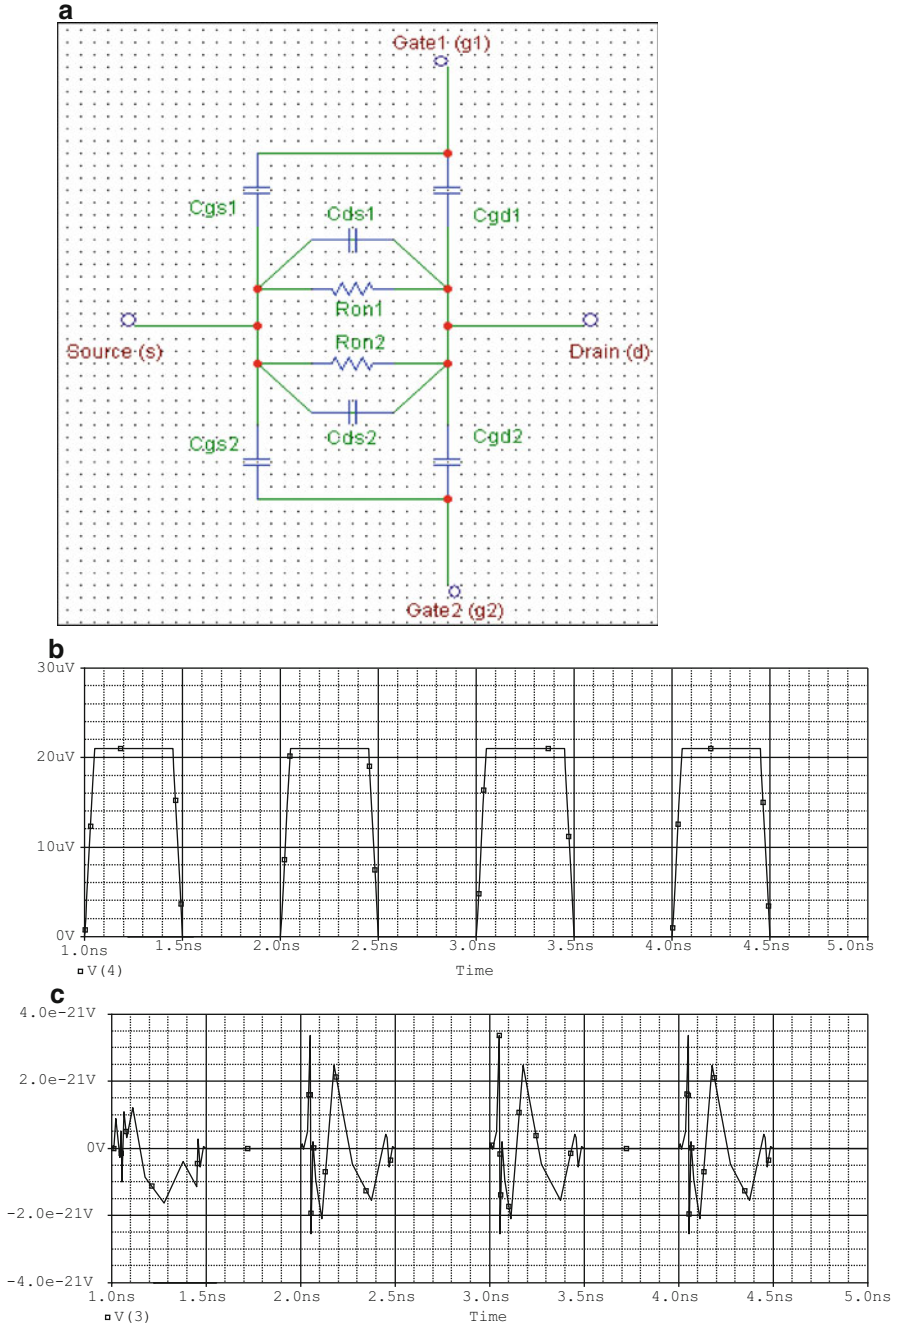 a
Gate1 (g1)
Cgs1
Cds1
Cgd1
Ron1
Source (s)
Ron2
Drain (d)
Cgs2
Cds2
Cgd2
Gate2 (g2)
b
30uV
20uV
10uV
0V
1.0ns 1.5ns 2.0ns 2.5ns 3.0ns 3.5ns 4.0ns 4.5ns 5.0ns
V(4) Time
c
4.0e-21V
2.0e-21V
0V
-2.0e-21V
-4.0e-21V
1.0ns 1.5ns 2.0ns 2.5ns 3.0ns 3.5ns 4.0ns 4.5ns 5.0ns
V(3) Time